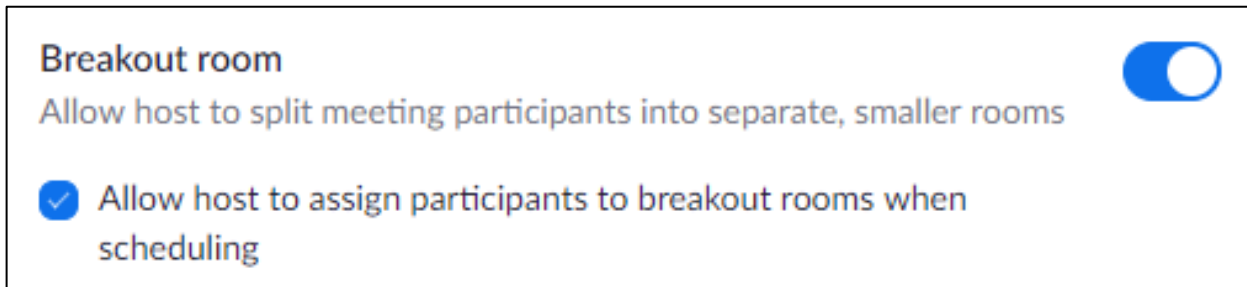 Breakout room
Allow host to split meeting participants into separate, smaller rooms
Allow host to assign participants to breakout rooms when
scheduling